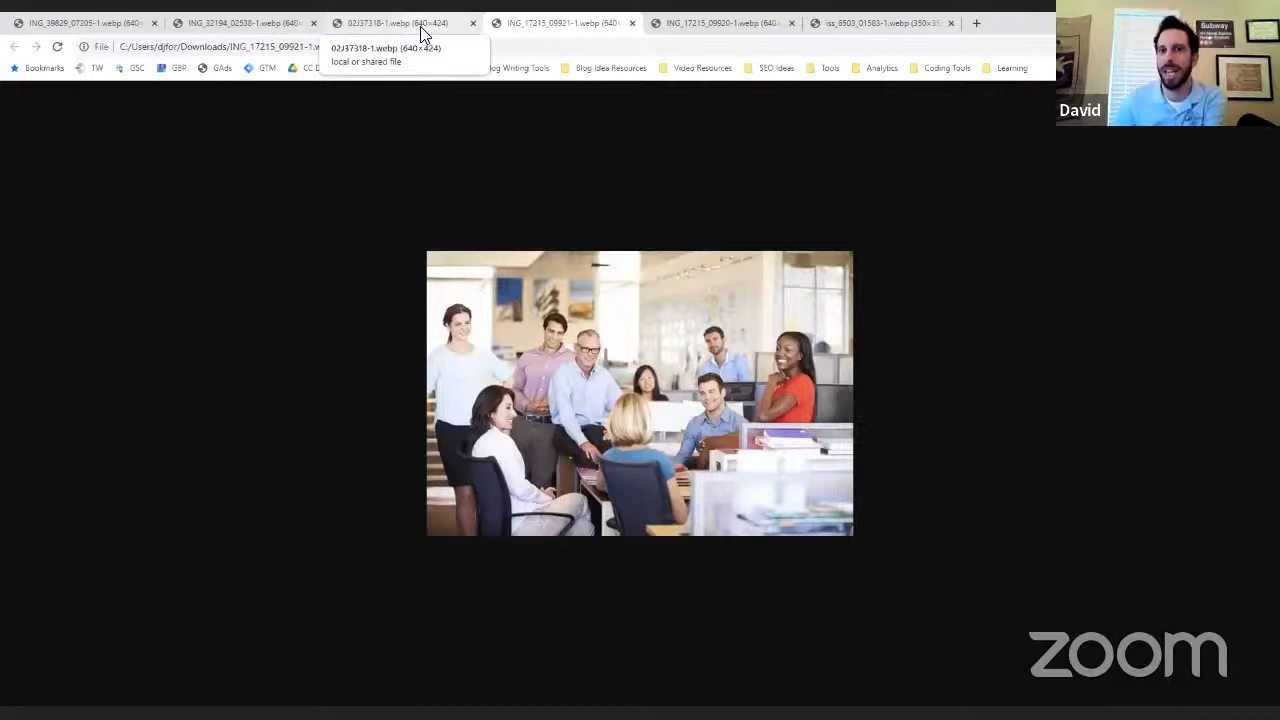 ING_39829_07205-1.webp (640×
ING_32194_02538-1.webp (640×
02J37318-1.webp (640×424)
ING_17215_09921-1.webp (640×
ING_17215_09920-1.webp (640×
iss_6503_01583-1.webp (350×35
File
C:/Users/djfor/Downloads/ING_17215_09921-1.w
02J37318-1.webp (640×424)
local or shared file
Bookmarks
TW
GSC
GBP
GAds
GTM
CC D
og Writing Tools
Blog Idea Resources
Video Resources
SEO Ideas
Tools
Analytics
Coding Tools
Learning
Subway
David
zoom